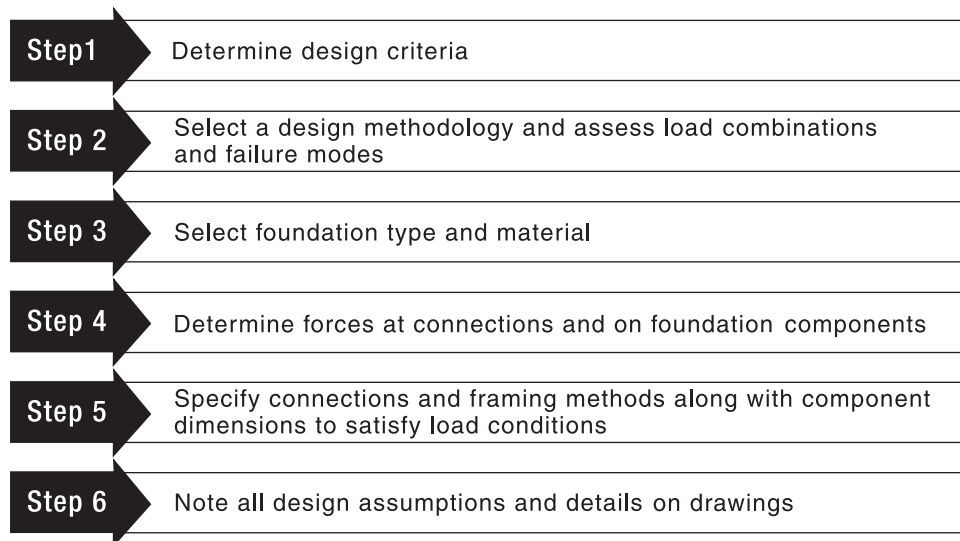 Step1
Determine design criteria
Step 2
Select a design methodology and assess load combinations
and failure modes
Step 3
Select foundation type and material
Step 4
Determine forces at connections and on foundation components
Step 5
Specify connections and framing methods along with component
dimensions to satisfy load conditions
Step 6
Note all design assumptions and details on drawings